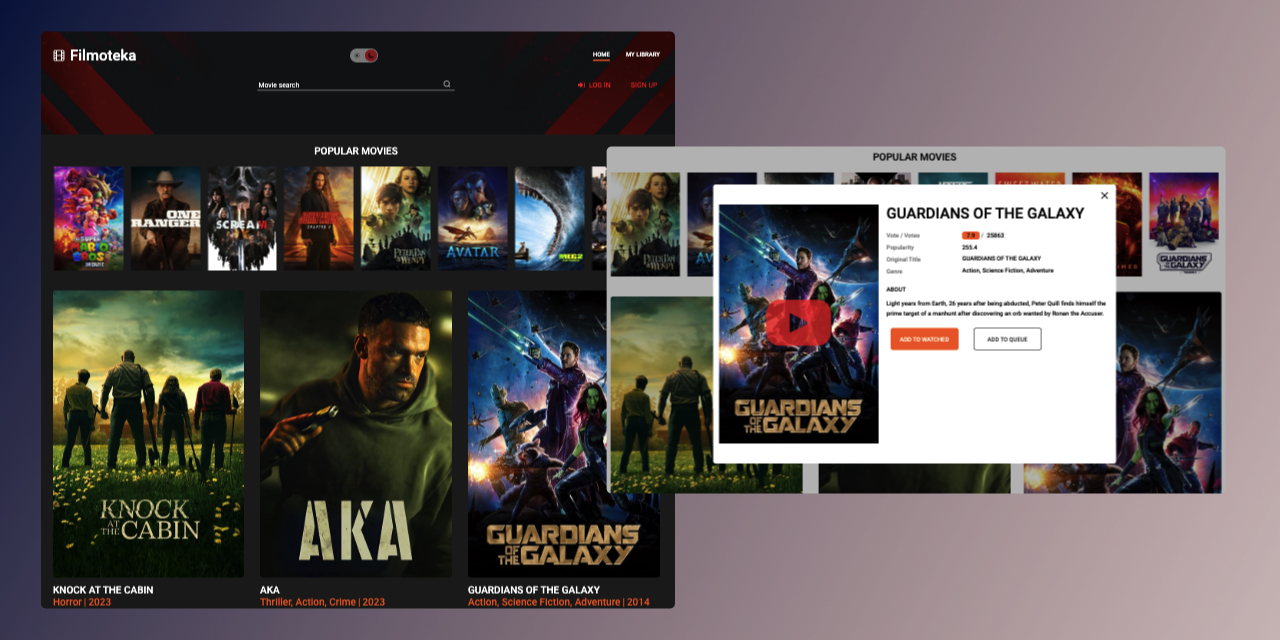 Filmoteka
HOME
MY LIBRARY
Movie search
LOG IN
SIGN UP
POPULAR MOVIES
SUPER
MARIO
BROS
ONE
RANGER
SCREAM
PETER PAN
& WENDY
AVATAR
MEG 2
KNOCK
AT
THE CABIN
AKA
GUARDIANS
OF
THE GALAXY
KNOCK AT THE CABIN
Horror | 2023
AKA
Thriller, Action, Crime | 2023
GUARDIANS OF THE GALAXY
Action, Science Fiction, Adventure | 2014
POPULAR MOVIES
SWEETWATER
GUARDIANS
GALAXY
GUARDIANS
OF
THE GALAXY
GUARDIANS OF THE GALAXY
Vote / Votes 7.9 / 25863
Popularity 255.4
Original Title GUARDIANS OF THE GALAXY
Genre Action, Science Fiction, Adventure
ABOUT
Light years from Earth, 26 years after being abducted, Peter Quill finds himself the
prime target of a manhunt after discovering an orb wanted by Ronan the Accuser.
ADD TO WATCHED
ADD TO QUEUE